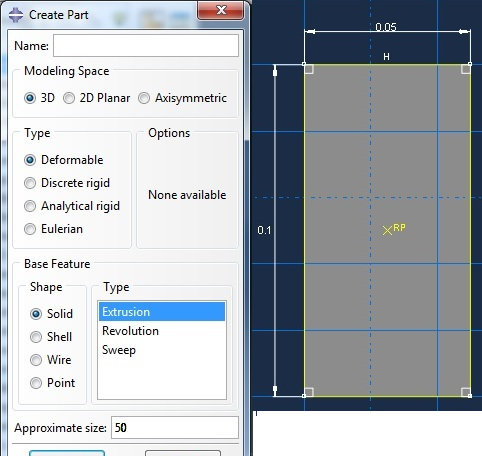 Create Part
Name:
Modeling Space
3D 2D Planar Axisymmetric
Type
Deformable
Discrete rigid
Analytical rigid
Eulerian
Options
None available
Base Feature
Shape
Solid
Shell
Wire
Point
Type
Extrusion
Revolution
Sweep
Approximate size: 50
0.05
H
0.1
RP